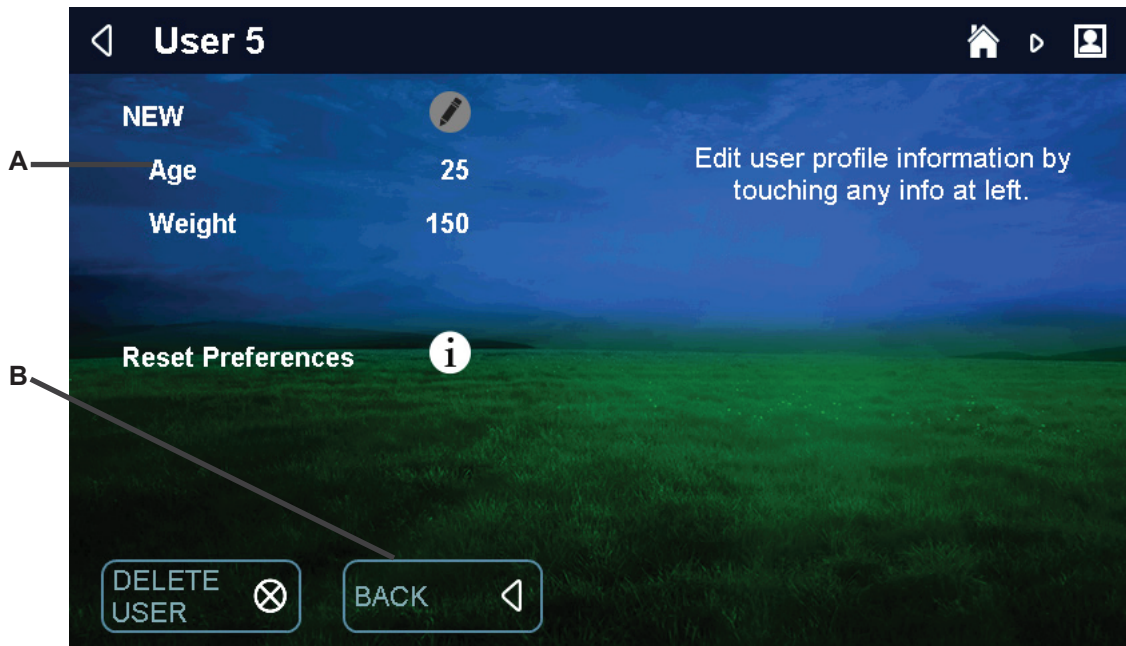 User 5
NEW
A
Age 25
Weight 150
Edit user profile information by
touching any info at left.
Reset Preferences i
B
DELETE
USER
BACK